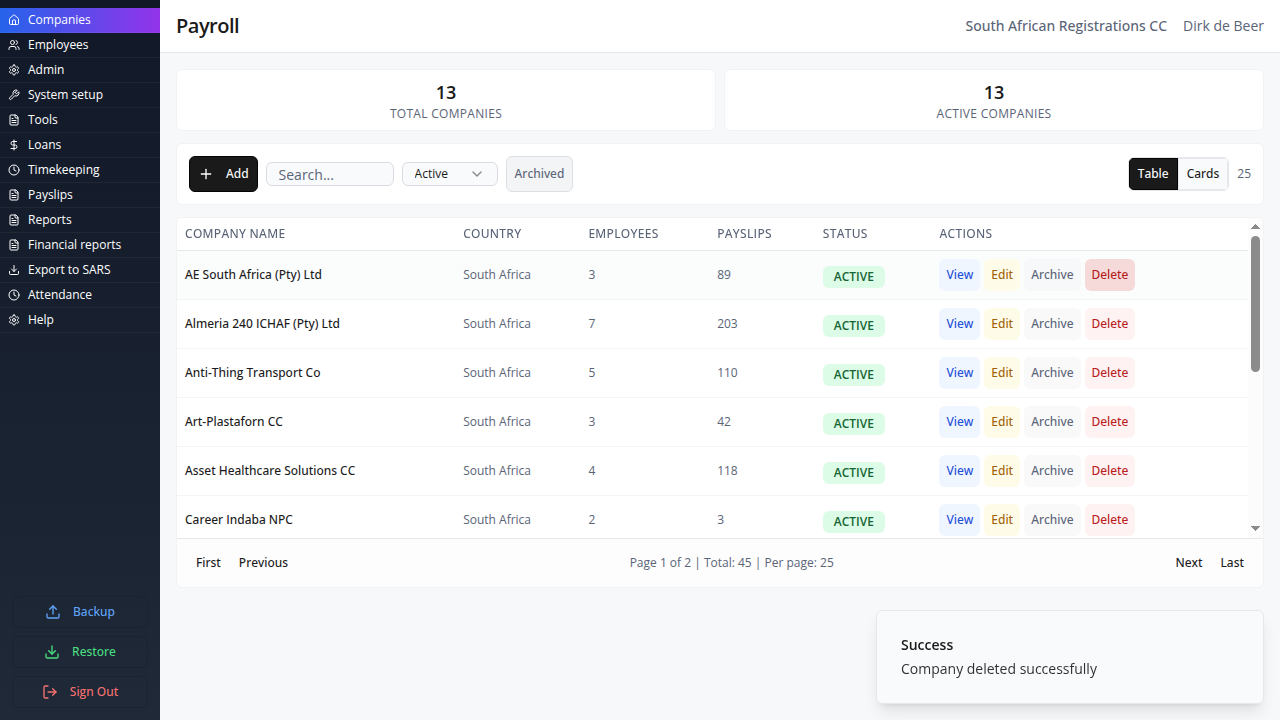 Companies
Employees
Admin
System setup
Tools
Loans
Timekeeping
Payslips
Reports
Financial reports
Export to SARS
Attendance
Help
Backup
Restore
Sign Out
Payroll
South African Registrations CC Dirk de Beer
13
TOTAL COMPANIES
13
ACTIVE COMPANIES
Add Search... Active Archived Table Cards 25
COMPANY NAME COUNTRY EMPLOYEES PAYSLIPS STATUS ACTIONS
AE South Africa (Pty) Ltd South Africa 3 89 ACTIVE View Edit Archive Delete
Almeria 240 ICHAF (Pty) Ltd South Africa 7 203 ACTIVE View Edit Archive Delete
Anti-Thing Transport Co South Africa 5 110 ACTIVE View Edit Archive Delete
Art-Plastaforn CC South Africa 3 42 ACTIVE View Edit Archive Delete
Asset Healthcare Solutions CC South Africa 4 118 ACTIVE View Edit Archive Delete
Career Indaba NPC South Africa 2 3 ACTIVE View Edit Archive Delete
First Previous Page 1 of 2 | Total: 45 | Per page: 25 Next Last
Success
Company deleted successfully